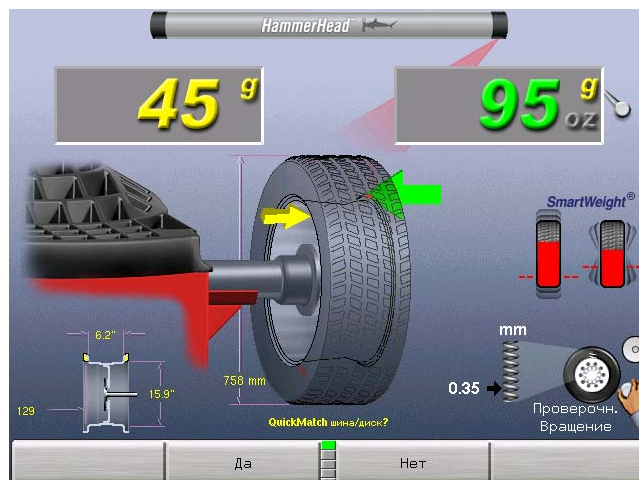 HammerHead™
45 g
95 g
oz
SmartWeight®
6.2"
15.9"
129
758 mm
mm
0.35
Проверочн.
Вращение
QuickMatch шина/диск?
Да
Нет